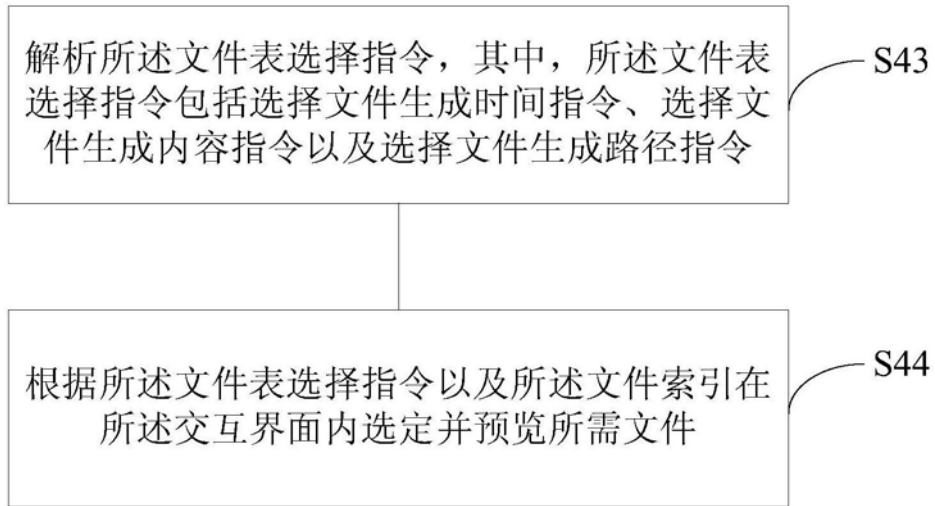 解析所述文件表选择指令，其中，所述文件表
选择指令包括选择文件生成时间指令、选择文
件生成内容指令以及选择文件生成路径指令
S43
根据所述文件表选择指令以及所述文件索引在
所述交互界面内选定并预览所需文件
S44